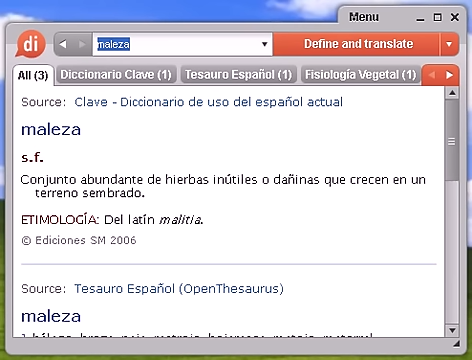 Menu
di
maleza
Define and translate
All (3)
Diccionario Clave (1)
Tesauro Español (1)
Fisiología Vegetal (1)
Source: Clave - Diccionario de uso del español actual
maleza
s.f.
Conjunto abundante de hierbas inútiles o dañinas que crecen en un
terreno sembrado.
ETIMOLOGÍA: Del latín malitia.
© Ediciones SM 2006
Source: Tesauro Español (OpenThesaurus)
maleza